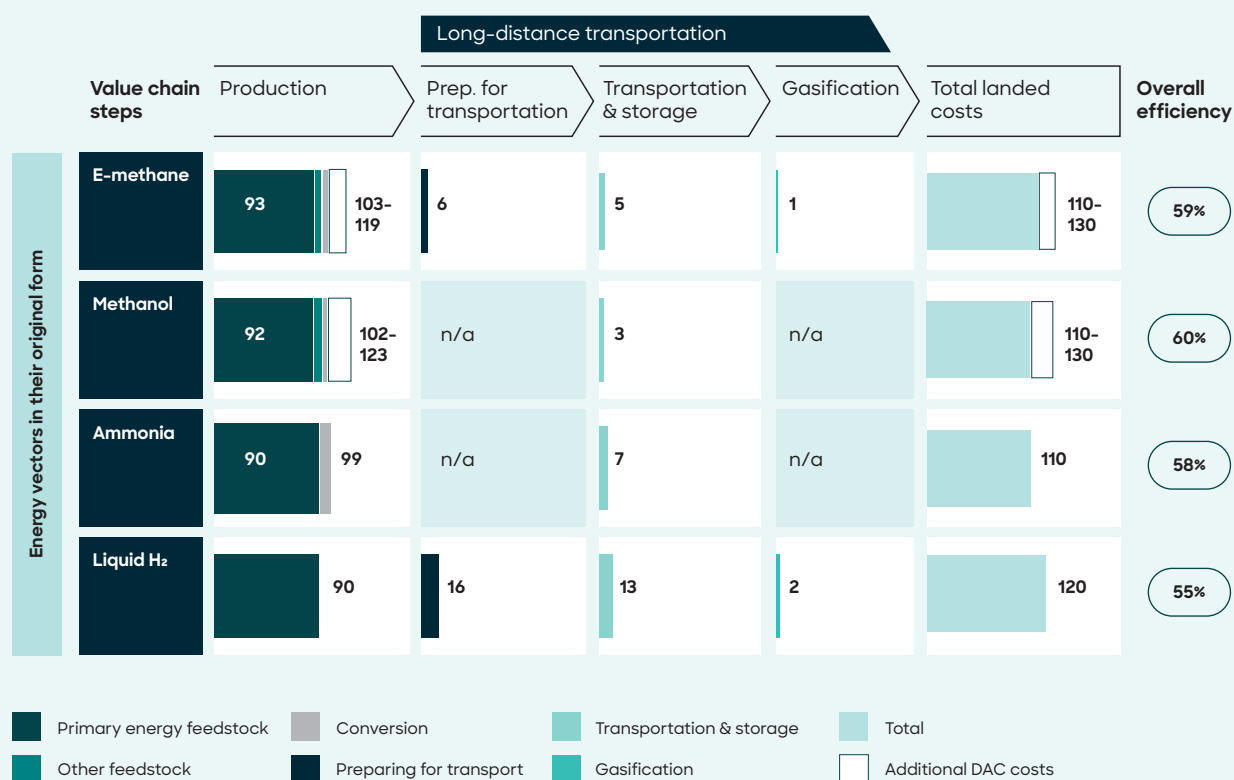 Long-distance transportation
Value chain
steps
Production
Prep. for
transportation
Transportation
& storage
Gasification
Total landed
costs
Overall
efficiency
Energy vectors in their original form
E-methane
93
103-
119
6
5
1
110-
130
59%
Methanol
92
102-
123
n/a
3
n/a
110-
130
60%
Ammonia
90
99
n/a
7
n/a
110
58%
Liquid H₂
90
16
13
2
120
55%
Primary energy feedstock
Conversion
Transportation & storage
Total
Other feedstock
Preparing for transport
Gasification
Additional DAC costs